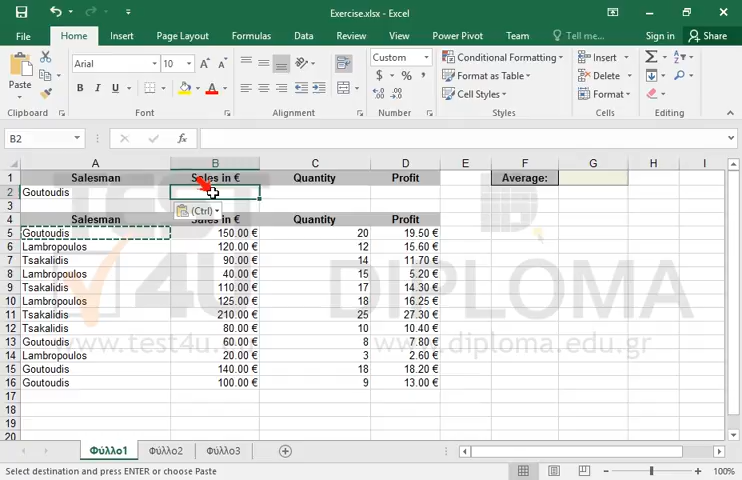 Exercise.xlsx - Excel
File Home Insert Page Layout Formulas Data Review View Power Pivot Team Tell me... Sign in Share
Arial 10 Custom Conditional Formatting Insert
Paste B I U A $ % , Format as Table Delete
Cell Styles Format
Clipboard Font Alignment Number Styles Cells Editing
B2 fx
A B C D E F G H I
1 Salesman Sales in € Quantity Profit Average:
2 Goutoudis
3 (Ctrl)
4 Salesman Sales in € Quantity Profit
5 Goutoudis 150.00 € 20 19.50 €
6 Lambropoulos 120.00 € 12 15.60 €
7 Tsakalidis 90.00 € 14 11.70 €
8 Lambropoulos 40.00 € 15 5.20 €
9 Tsakalidis 110.00 € 17 14.30 €
10 Lambropoulos 125.00 € 18 16.25 €
11 Tsakalidis 210.00 € 25 27.30 €
12 Tsakalidis 80.00 € 10 10.40 €
13 Goutoudis 60.00 € 8 7.80 €
14 Lambropoulos 20.00 € 3 2.60 €
15 Goutoudis 140.00 € 18 18.20 €
16 Goutoudis 100.00 € 9 13.00 €
17
18
19
20
TEST
4U DIPLOMA
www.test4u.eu www.diploma.edu.gr
Φύλλο1 Φύλλο2 Φύλλο3
Select destination and press ENTER or choose Paste 100%